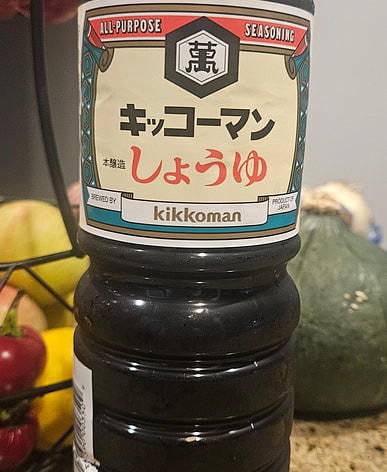 ALL-PURPOSE SEASONING
萬
キッコーマン
本醸造 しょうゆ
BREWED BY
kikkoman
PRODUCT OF
JAPAN